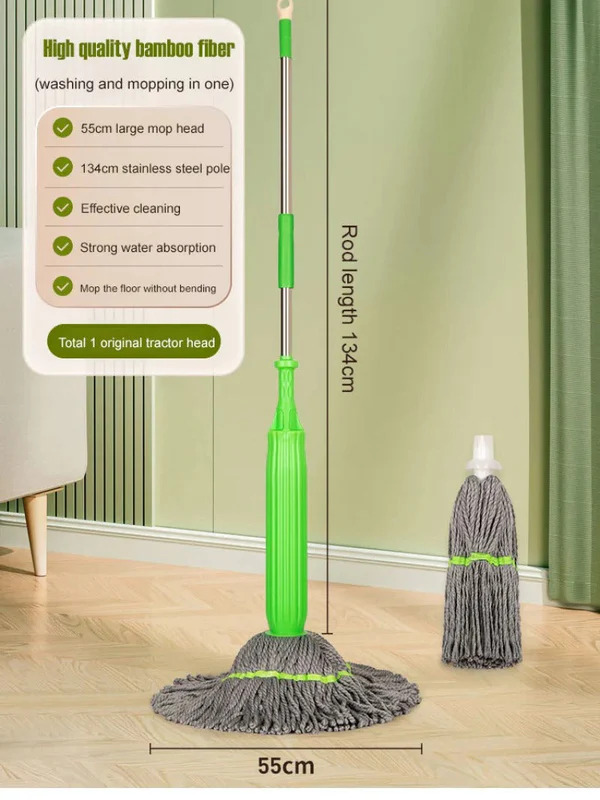 High quality bamboo fiber
(washing and mopping in one)
55cm large mop head
134cm stainless steel pole
Effective cleaning
Strong water absorption
Mop the floor without bending
Total 1 original tractor head
Rod length 134cm
55cm